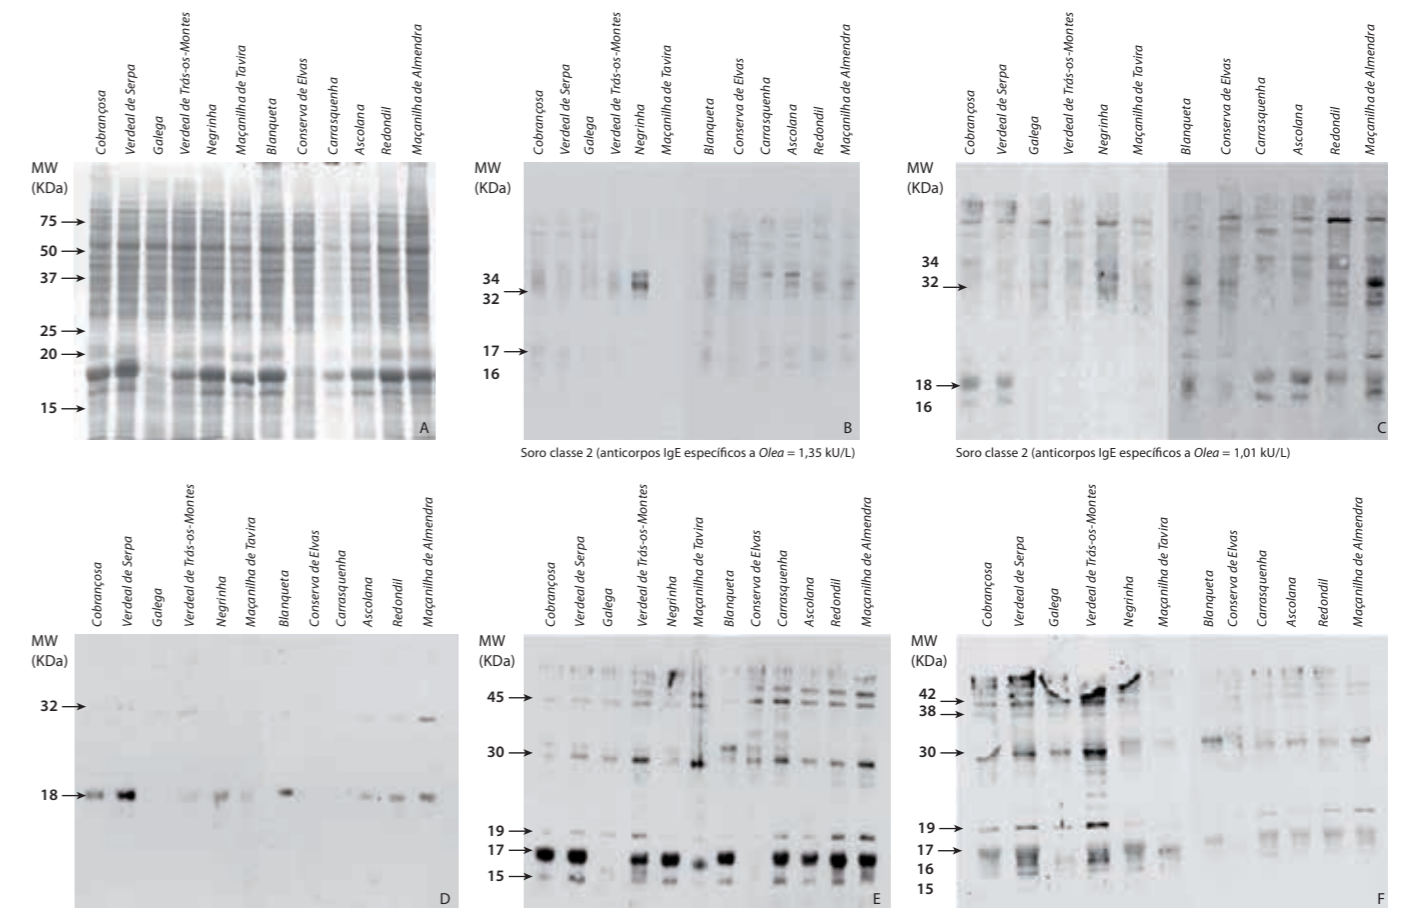 Cobrançosa
Verdeal de Serpa
Galega
Verdeal de Trás-os-Montes
Negrinha
Maçanilha de Tavira
Blanqueta
Conserva de Elvas
Carrasquenha
Ascolana
Redondil
Maçanilha de Almendra
MW
(KDa)
75
50
37
25
20
15
A
Cobrançosa
Verdeal de Serpa
Galega
Verdeal de Trás-os-Montes
Negrinha
Maçanilha de Tavira
Blanqueta
Conserva de Elvas
Carrasquenha
Ascolana
Redondil
Maçanilha de Almendra
MW
(KDa)
34
32
17
16
B
Soro classe 2 (anticorpos IgE específicos a Olea = 1,35 kU/L)
Cobrançosa
Verdeal de Serpa
Galega
Verdeal de Trás-os-Montes
Negrinha
Maçanilha de Tavira
Blanqueta
Conserva de Elvas
Carrasquenha
Ascolana
Redondil
Maçanilha de Almendra
MW
(KDa)
34
32
18
16
C
Soro classe 2 (anticorpos IgE específicos a Olea = 1,01 kU/L)
Cobrançosa
Verdeal de Serpa
Galega
Verdeal de Trás-os-Montes
Negrinha
Maçanilha de Tavira
Blanqueta
Conserva de Elvas
Carrasquenha
Ascolana
Redondil
Maçanilha de Almendra
MW
(KDa)
32
18
D
Cobrançosa
Verdeal de Serpa
Galega
Verdeal de Trás-os-Montes
Negrinha
Maçanilha de Tavira
Blanqueta
Conserva de Elvas
Carrasquenha
Ascolana
Redondil
Maçanilha de Almendra
MW
(KDa)
45
30
19
17
15
E
Cobrançosa
Verdeal de Serpa
Galega
Verdeal de Trás-os-Montes
Negrinha
Maçanilha de Tavira
Blanqueta
Conserva de Elvas
Carrasquenha
Ascolana
Redondil
Maçanilha de Almendra
MW
(KDa)
42
38
30
19
17
16
15
F